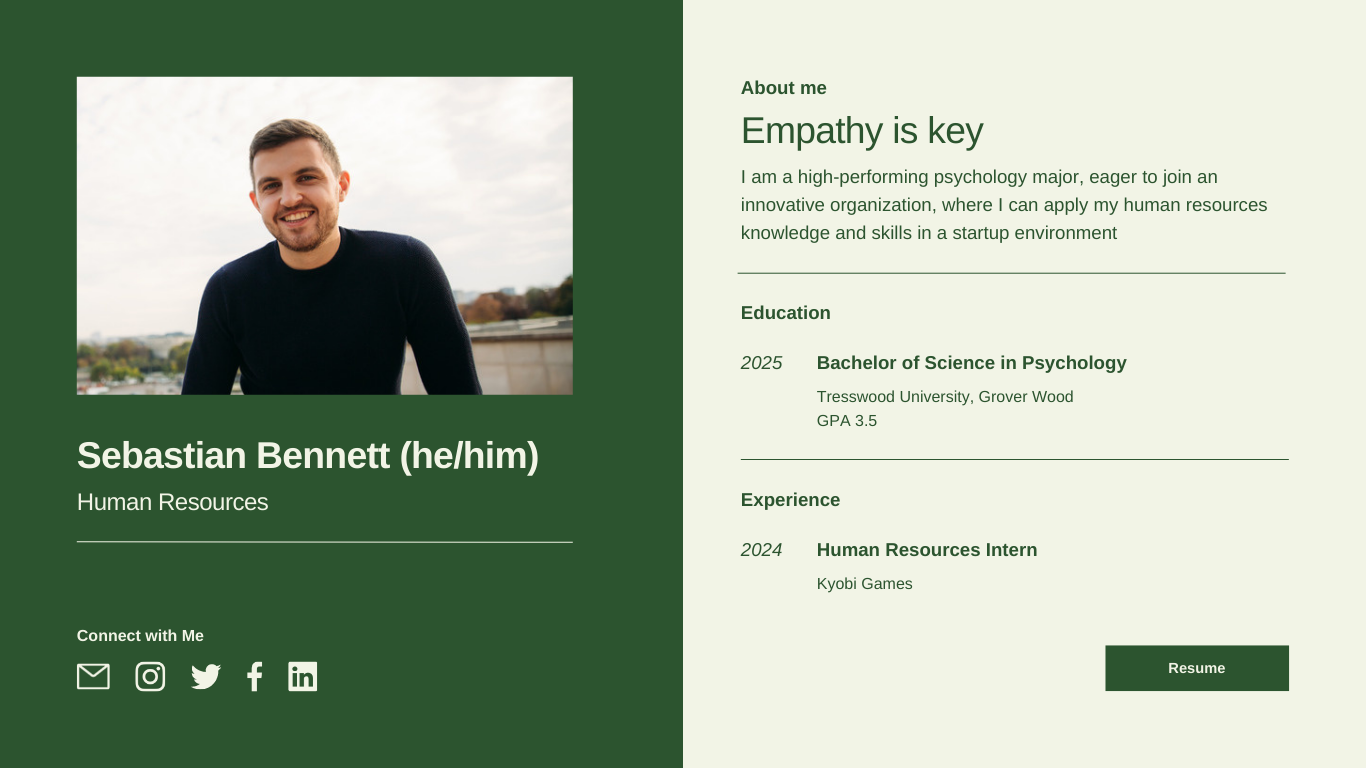 Sebastian Bennett (he/him)
Human Resources
Connect with Me
About me
Empathy is key
I am a high-performing psychology major, eager to join an
innovative organization, where I can apply my human resources
knowledge and skills in a startup environment
Education
2025 Bachelor of Science in Psychology
Tresswood University, Grover Wood
GPA 3.5
Experience
2024 Human Resources Intern
Kyobi Games
Resume